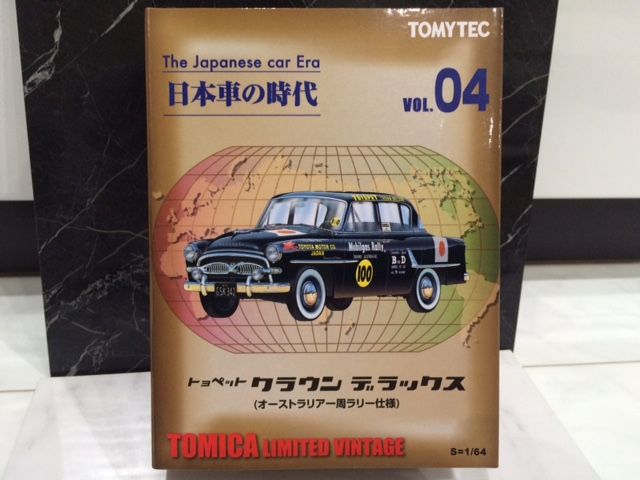 TOMYTEC
The Japanese car Era
日本車の時代
VOL.04
TOYOPET
TOYOTA MOTOR CO.
JAPAN
Mobilgas Rally
B D
100
トヨペット クラウン デラックス
(オーストラリア一周ラリー仕様)
TOMICA LIMITED VINTAGE
S=1/64